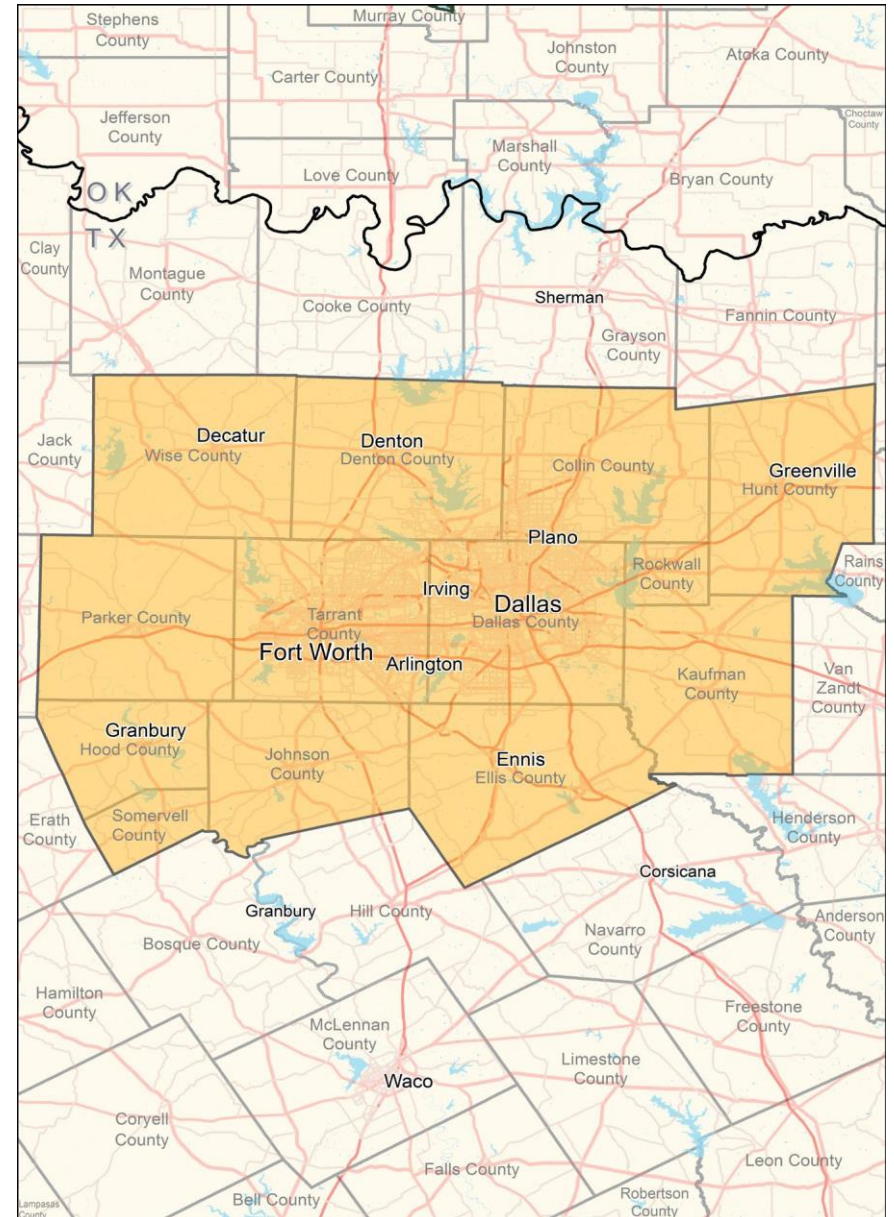 Stephens
County
Murray County
Carter County
Johnston
County
Atoka County
Jefferson
County
Choctaw
County
Marshall
County
Love County
Bryan County
OK
TX
Clay
County
Montague
County
Cooke County
Sherman
Grayson
County
Fannin County
Jack
County
Decatur
Wise County
Denton
Denton County
Collin County
Greenville
Hunt County
Plano
Rockwall
County
Rains
County
Irving
Dallas
Dallas County
Parker County
Tarrant
County
Fort Worth
Arlington
Kaufman
County
Van
Zandt
County
Granbury
Hood County
Johnson
County
Ennis
Ellis County
Erath
County
Somervell
County
Henderson
County
Corsicana
Granbury
Hill County
Bosque County
Navarro
County
Anderson
County
Hamilton
County
McLennan
County
Freestone
County
Limestone
County
Waco
Coryell
County
Falls County
Leon County
Bell County
Robertson
County
Lampasas
County